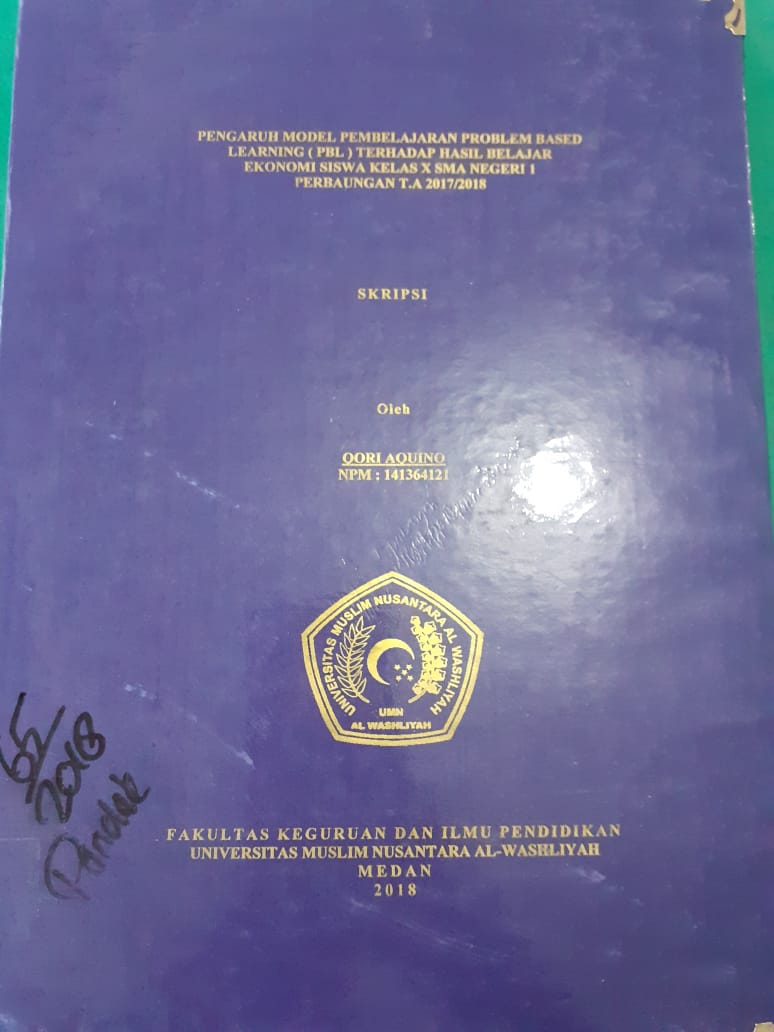 PENGARUH MODEL PEMBELAJARAN PROBLEM BASED
LEARNING ( PBL ) TERHADAP HASIL BELAJAR
EKONOMI SISWA KELAS X SMA NEGERI 1
PERBAUNGAN T.A 2017/2018
SKRIPSI
Oleh
QORI AQUINO
NPM : 141364121
UNIVERSITAS MUSLIM NUSANTARA AL WASHLIYAH
UMN
AL WASHLIYAH
65/
2018
FAKULTAS KEGURUAN DAN ILMU PENDIDIKAN
UNIVERSITAS MUSLIM NUSANTARA AL-WASHLIYAH
MEDAN
2018